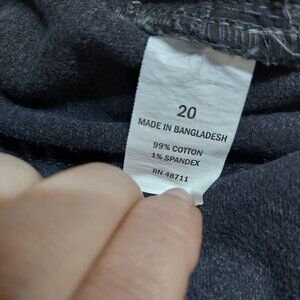 20
MADE IN BANGLADESH
99% COTTON
1% SPANDEX
RN 48711